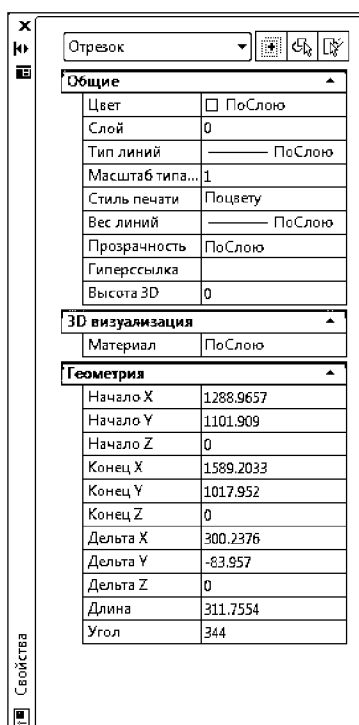 Отрезок
Общие
Цвет ПоСлою
Слой 0
Тип линий ПоСлою
Масштаб типа... 1
Стиль печати Поцвету
Вес линий ПоСлою
Прозрачность ПоСлою
Гиперссылка
Высота 3D 0
3D визуализация
Материал ПоСлою
Геометрия
Начало X 1288.9657
Начало Y 1101.909
Начало Z 0
Конец X 1589.2033
Конец Y 1017.952
Конец Z 0
Дельта X 300.2376
Дельта Y -83.957
Дельта Z 0
Длина 311.7554
Угол 344
Свойства